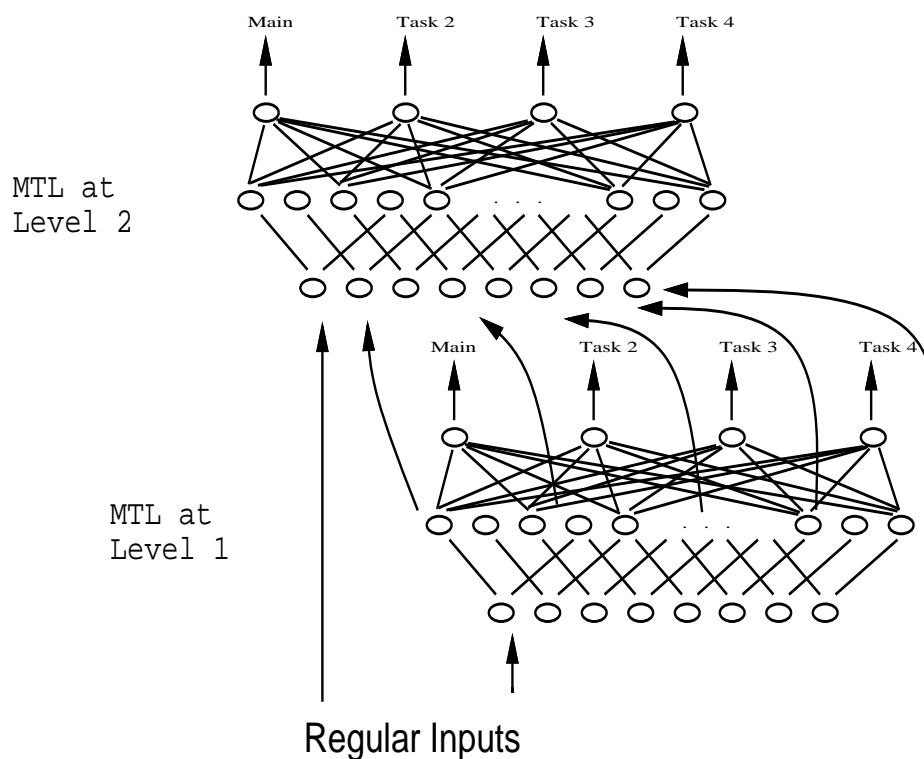 Main Task 2 Task 3 Task 4
MTL at
Level 2
. . .
Main Task 2 Task 3 Task 4
MTL at
Level 1
. . .
Regular Inputs